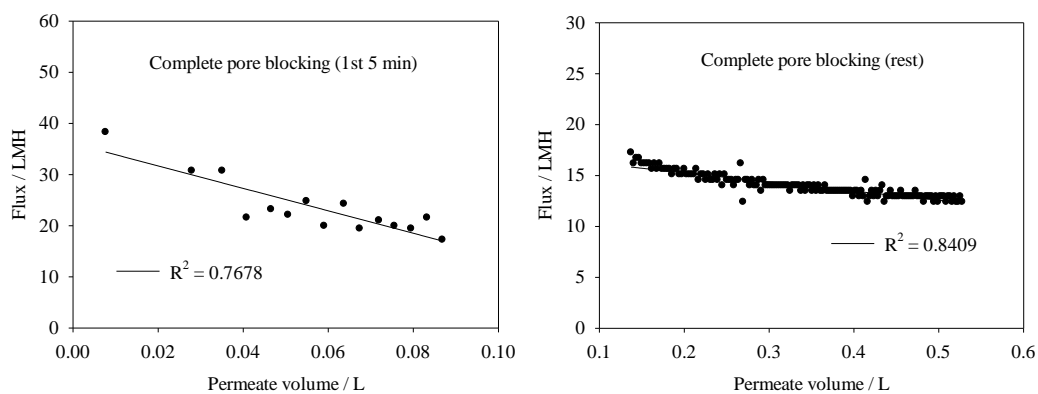 60
50
40
30
20
10
0
Flux / LMH
Complete pore blocking (1st 5 min)
R² = 0.7678
0.00 0.02 0.04 0.06 0.08 0.10
Permeate volume / L
30
25
20
15
10
5
0
Flux / LMH
Complete pore blocking (rest)
R² = 0.8409
0.1 0.2 0.3 0.4 0.5 0.6
Permeate volume / L